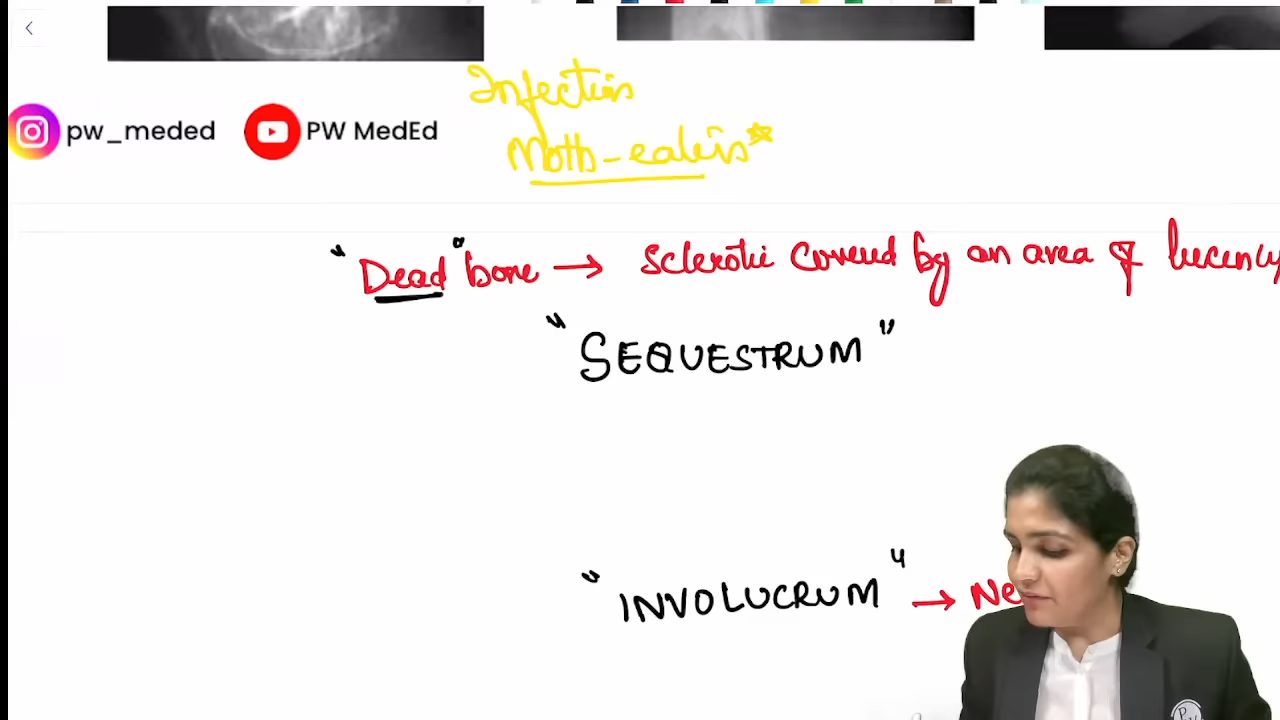 Infection
pw_meded PW MedEd
Moth-eaten
"Dead" bone → Sclerotic covered by an area of lucency
"SEQUESTRUM"
"INVOLUCRUM" → Ne